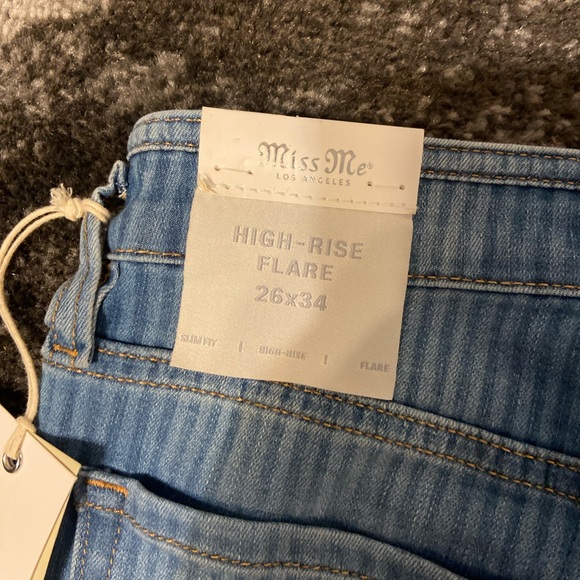 Miss Me®
LOS ANGELES
HIGH-RISE
FLARE
26x34
SLIM FIT | HIGH-RISE | FLARE